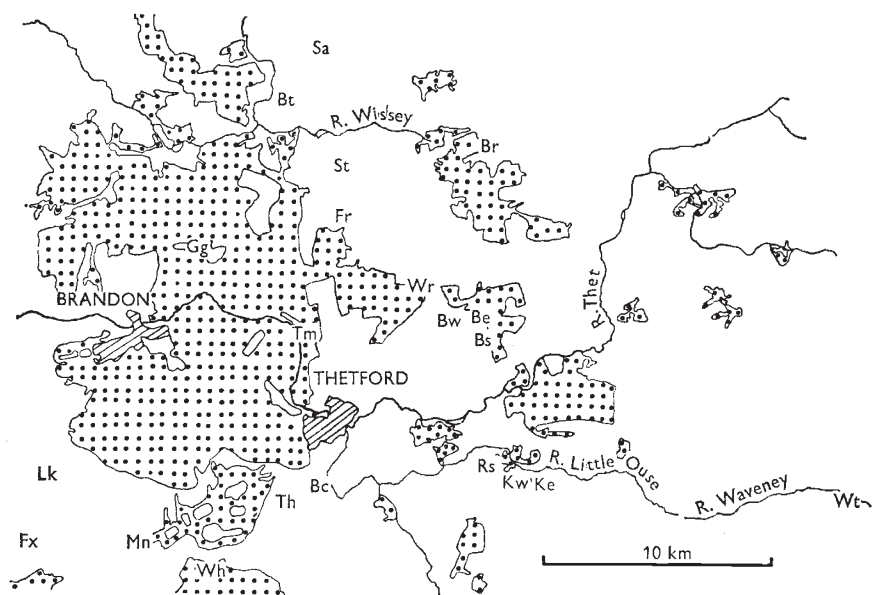 Sa
Bt
R. Wissey
Br
St
Fr
Gg
Wr
BRANDON
R. Thet
Bw
Be
Bs
Tm
THETFORD
Lk
Rs
R. Little Ouse
Kw Ke
Bc
Th
R. Waveney
Wt
Fx
Mn
10 km
Wh